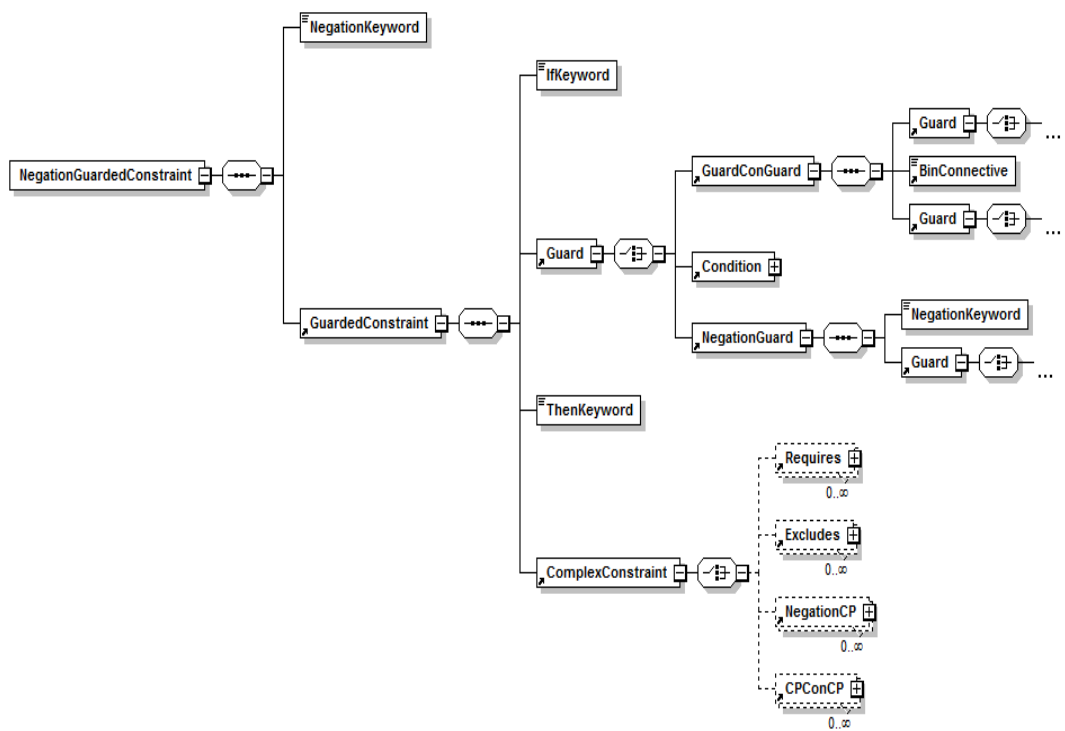 NegationKeyword
IfKeyword
Guard
...
NegationGuardedConstraint
GuardConGuard
BinConnective
Guard
...
Guard
Condition
NegationKeyword
GuardedConstraint
NegationGuard
Guard
...
ThenKeyword
Requires
0..∞
Excludes
0..∞
ComplexConstraint
NegationCP
0..∞
CPConCP
0..∞